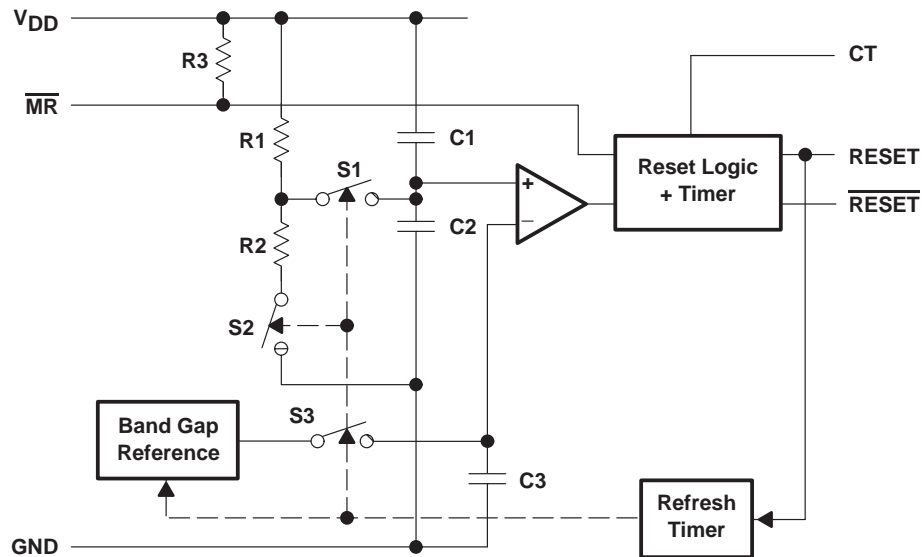 VDD
R3
CT
MR
R1
C1
S1
Reset Logic
+ Timer
RESET
+
−
RESET
R2
C2
S2
S3
Band Gap
Reference
C3
Refresh
Timer
GND